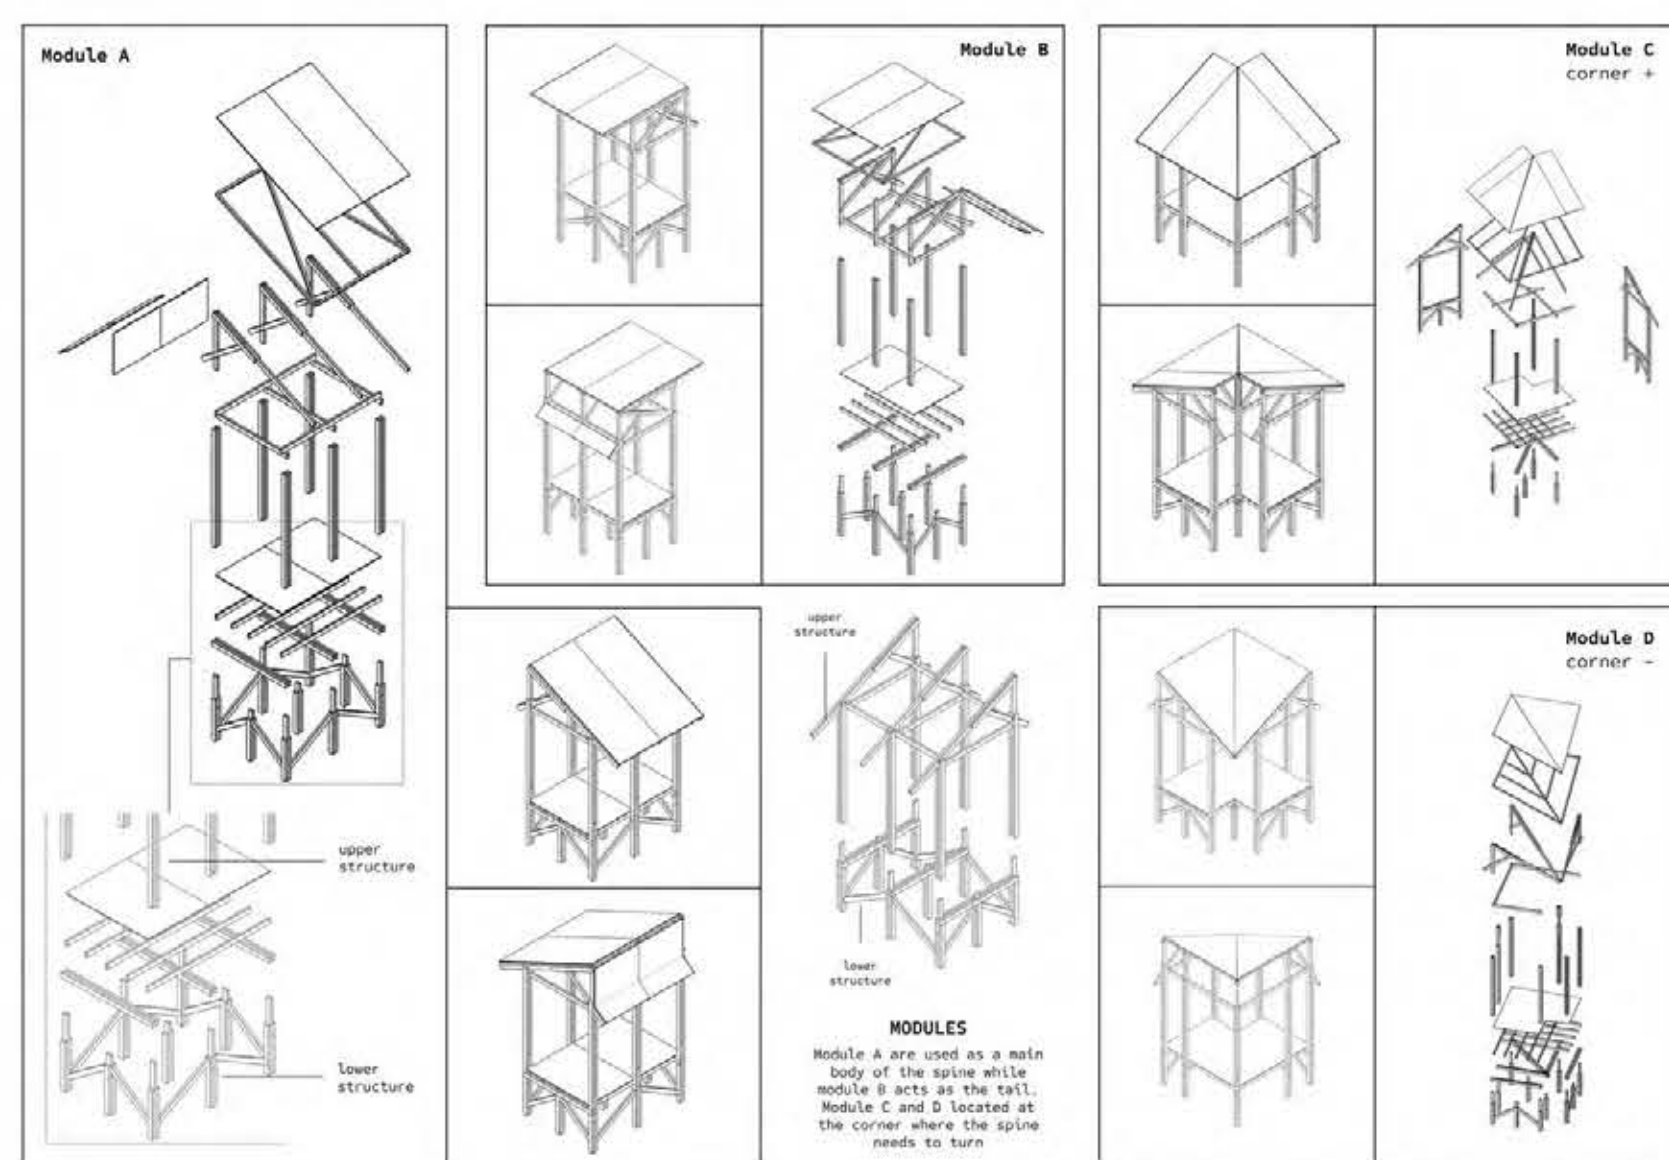 Module A
upper
structure
lower
structure
Module B
upper
structure
lower
structure
MODULES
Module A are used as a main
body of the spine while
module B acts as the tail.
Module C and D located at
the corner where the spine
needs to turn
Module C
corner +
Module D
corner -